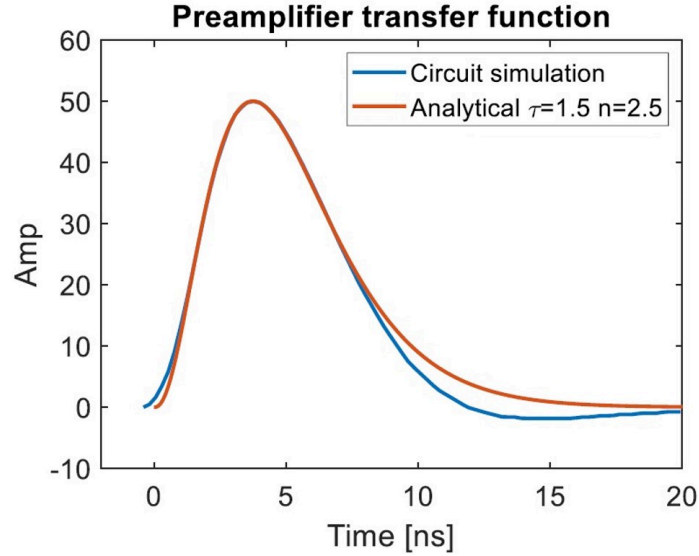 Preamplifier transfer function
60
50
40
30
20
10
0
-10
Amp
Circuit simulation
Analytical τ=1.5 n=2.5
0 5 10 15 20
Time [ns]